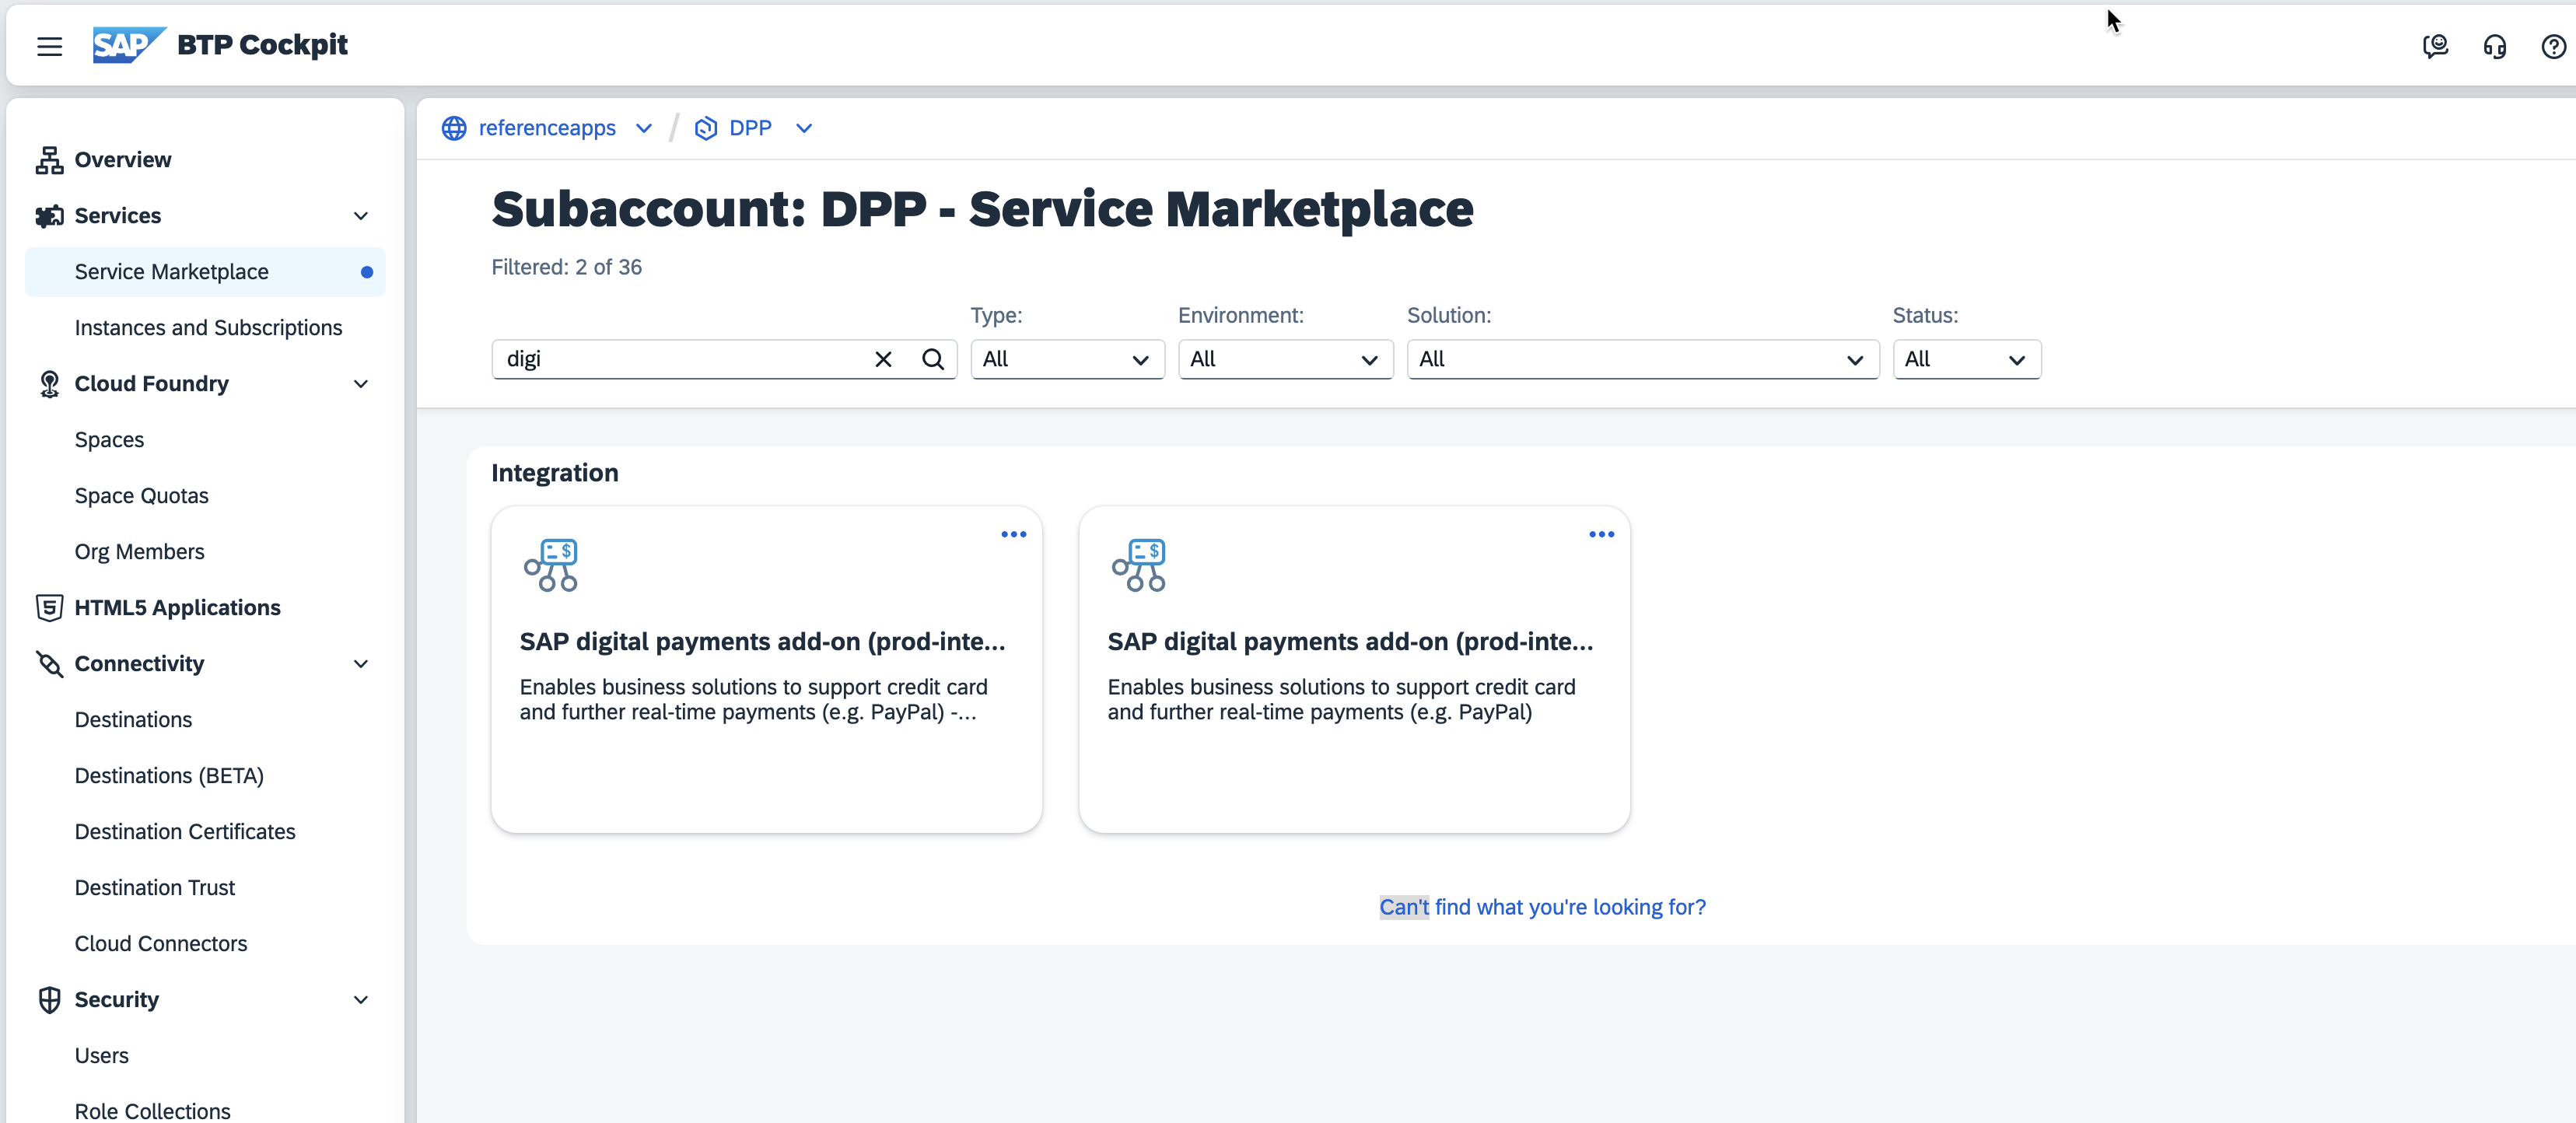 SAP BTP Cockpit
Overview
Services
Service Marketplace
Instances and Subscriptions
Cloud Foundry
Spaces
Space Quotas
Org Members
HTML5 Applications
Connectivity
Destinations
Destinations (BETA)
Destination Certificates
Destination Trust
Cloud Connectors
Security
Users
Role Collections
referenceapps / DPP
Subaccount: DPP - Service Marketplace
Filtered: 2 of 36
Type: Environment: Solution: Status:
digi All All All All
Integration
SAP digital payments add-on (prod-inte...
Enables business solutions to support credit card
and further real-time payments (e.g. PayPal) -...
SAP digital payments add-on (prod-inte...
Enables business solutions to support credit card
and further real-time payments (e.g. PayPal)
Can't find what you're looking for?